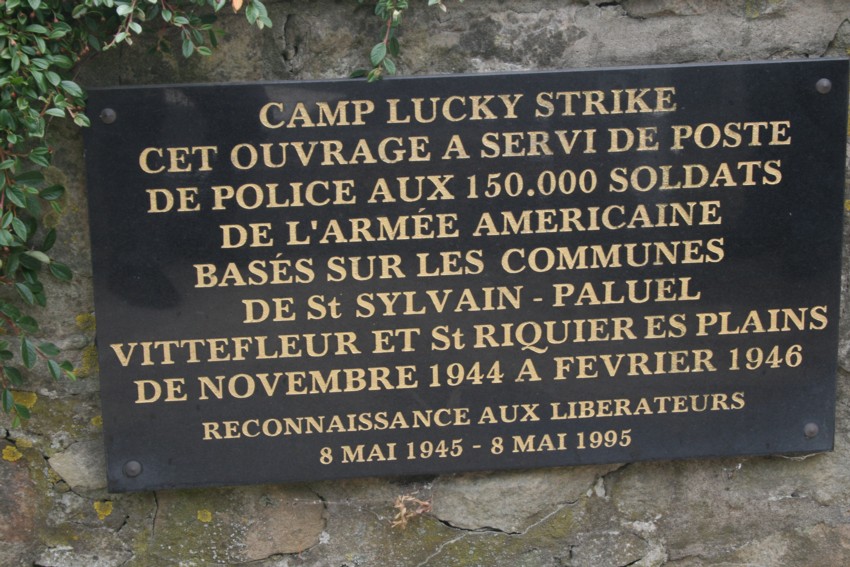 CAMP LUCKY STRIKE
CET OUVRAGE A SERVI DE POSTE
DE POLICE AUX 150.000 SOLDATS
DE L'ARMÉE AMERICAINE
BASÉS SUR LES COMMUNES
DE St SYLVAIN - PALUEL
VITTEFLEUR ET St RIQUIER ES PLAINS
DE NOVEMBRE 1944 A FEVRIER 1946
RECONNAISSANCE AUX LIBERATEURS
8 MAI 1945 - 8 MAI 1995